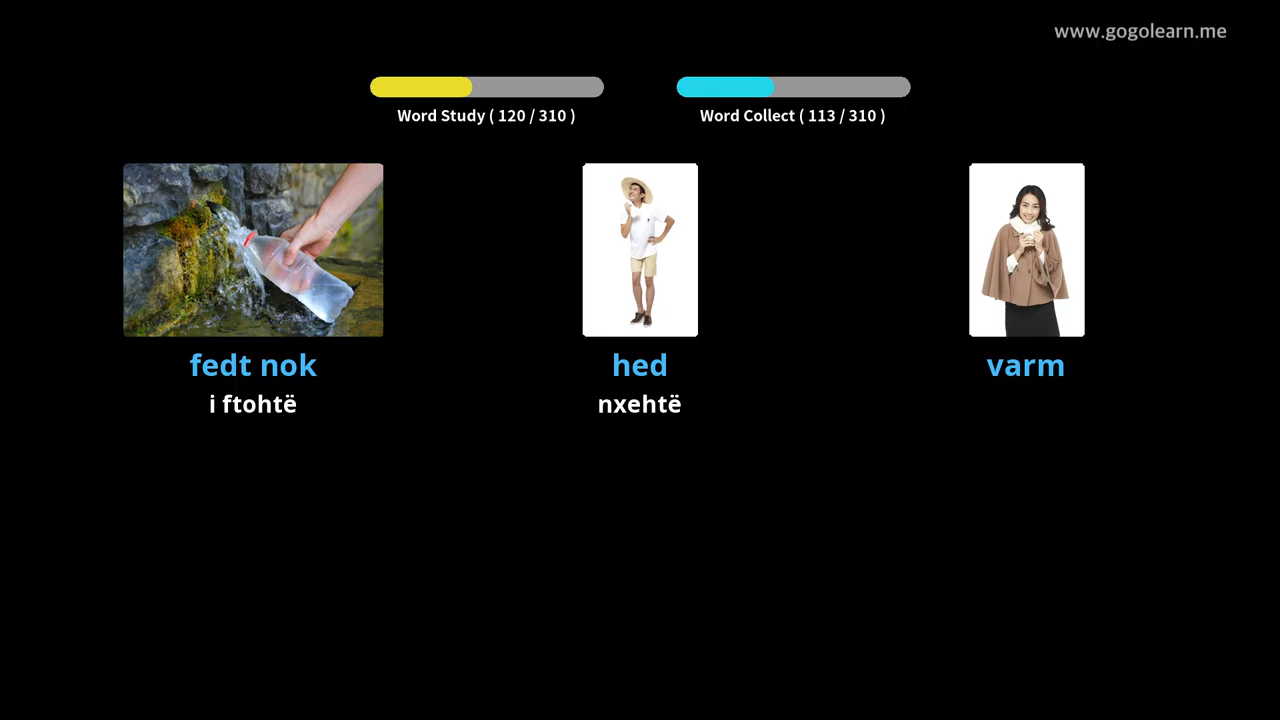 www.gogolearn.me
Word Study ( 120 / 310 )
Word Collect ( 113 / 310 )
fedt nok
hed
varm
i ftohtë
nxehtë